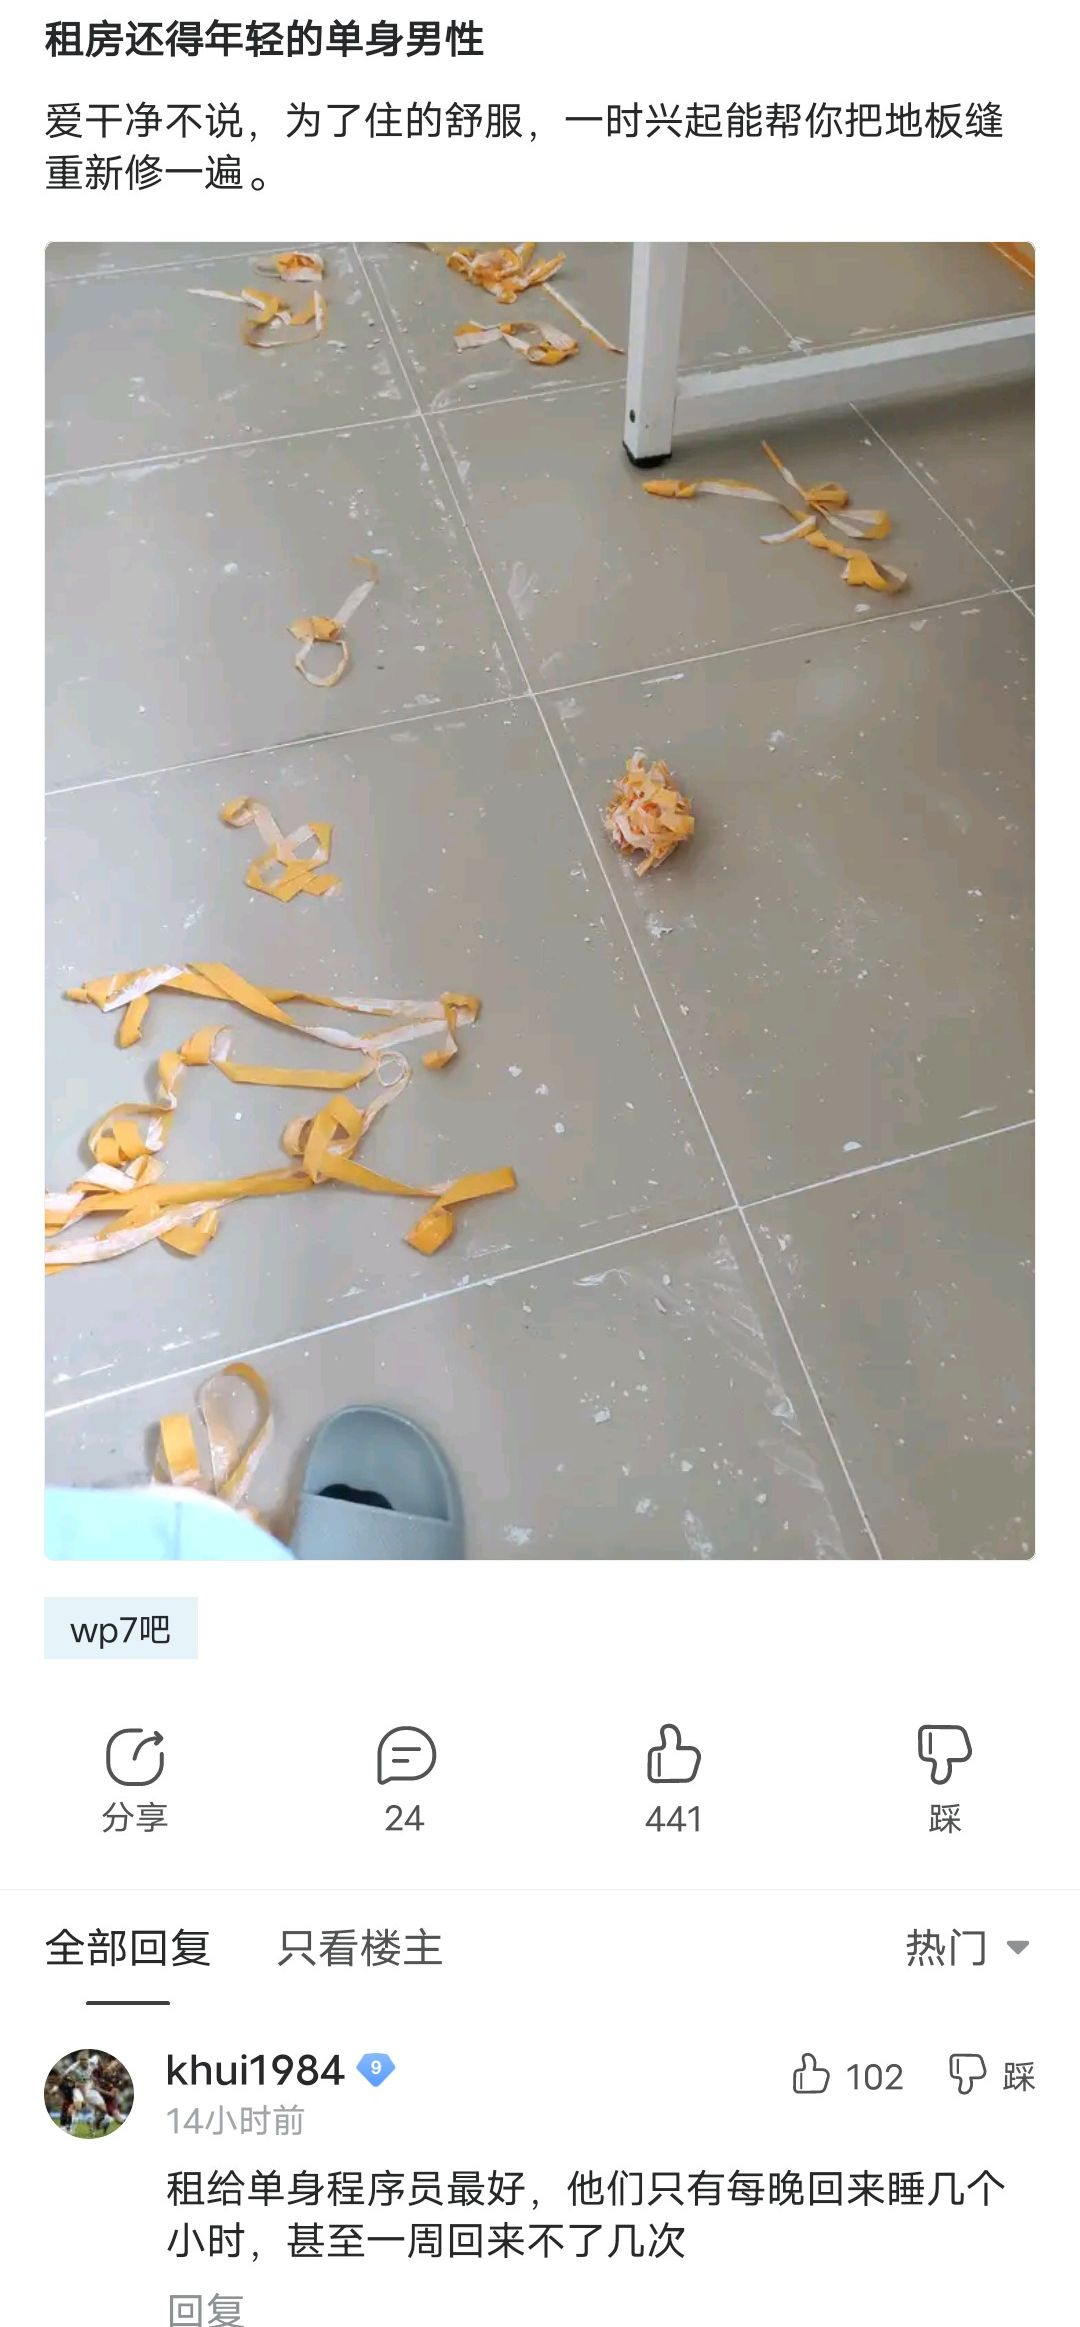 租房还得年轻的单身男性
爱干净不说，为了住的舒服，一时兴起能帮你把地板缝
重新修一遍。
wp7吧
分享
24
441
踩
全部回复
只看楼主
热门
khui1984
9
102
踩
14小时前
租给单身程序员最好，他们只有每晚回来睡几个
小时，甚至一周回来不了几次
回复